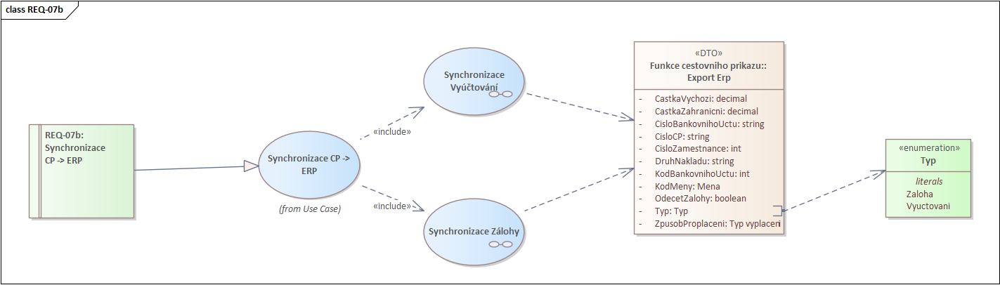 class REQ-07b
REQ-07b:
Synchronizace
CP -> ERP
Synchronizace CP ->
ERP
(from Use Case)
«include»
«include»
Synchronizace
Vyúčtování
Synchronizace Zálohy
«DTO»
Funkce cestovniho prikazu::
Export Erp
- CastkaVychozi: decimal
- CastkaZahranicni: decimal
- CisloBankovnihoUctu: string
- CisloCP: string
- CisloZamestnance: int
- DruhNakladu: string
- KodBankovnihoUctu: int
- KodMeny: Mena
- OdecetZalohy: boolean
- Typ: Typ
- ZpusobProplaceni: Typ vyplaceni
«enumeration»
Typ
literals
Zaloha
Vyuctovani